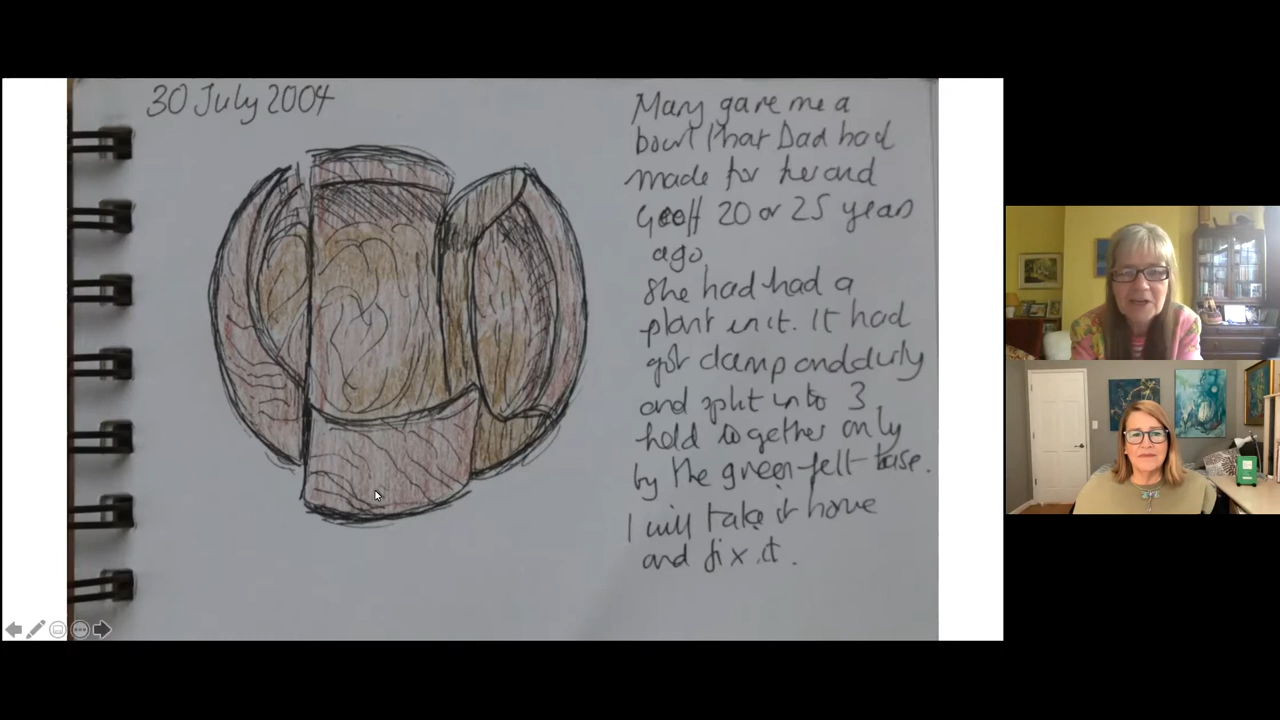 30 July 2004
Mary gave me a
bowl that Dad had
made for her and
Geoff 20 or 25 years
ago
She had had a
plant in it. It had
got damp and dirty
and split into 3
held together only
by the green felt base.
I will take it home
and fix it.